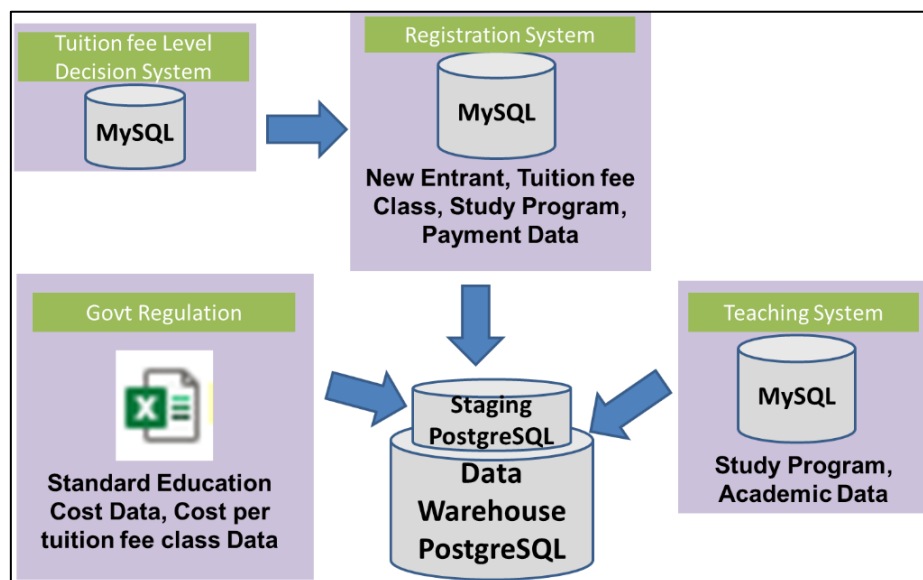 Tuition fee Level
Decision System
MySQL
Registration System
MySQL
New Entrant, Tuition fee
Class, Study Program,
Payment Data
Govt Regulation
X
Standard Education
Cost Data, Cost per
tuition fee class Data
Staging
PostgreSQL
Data
Warehouse
PostgreSQL
Teaching System
MySQL
Study Program,
Academic Data